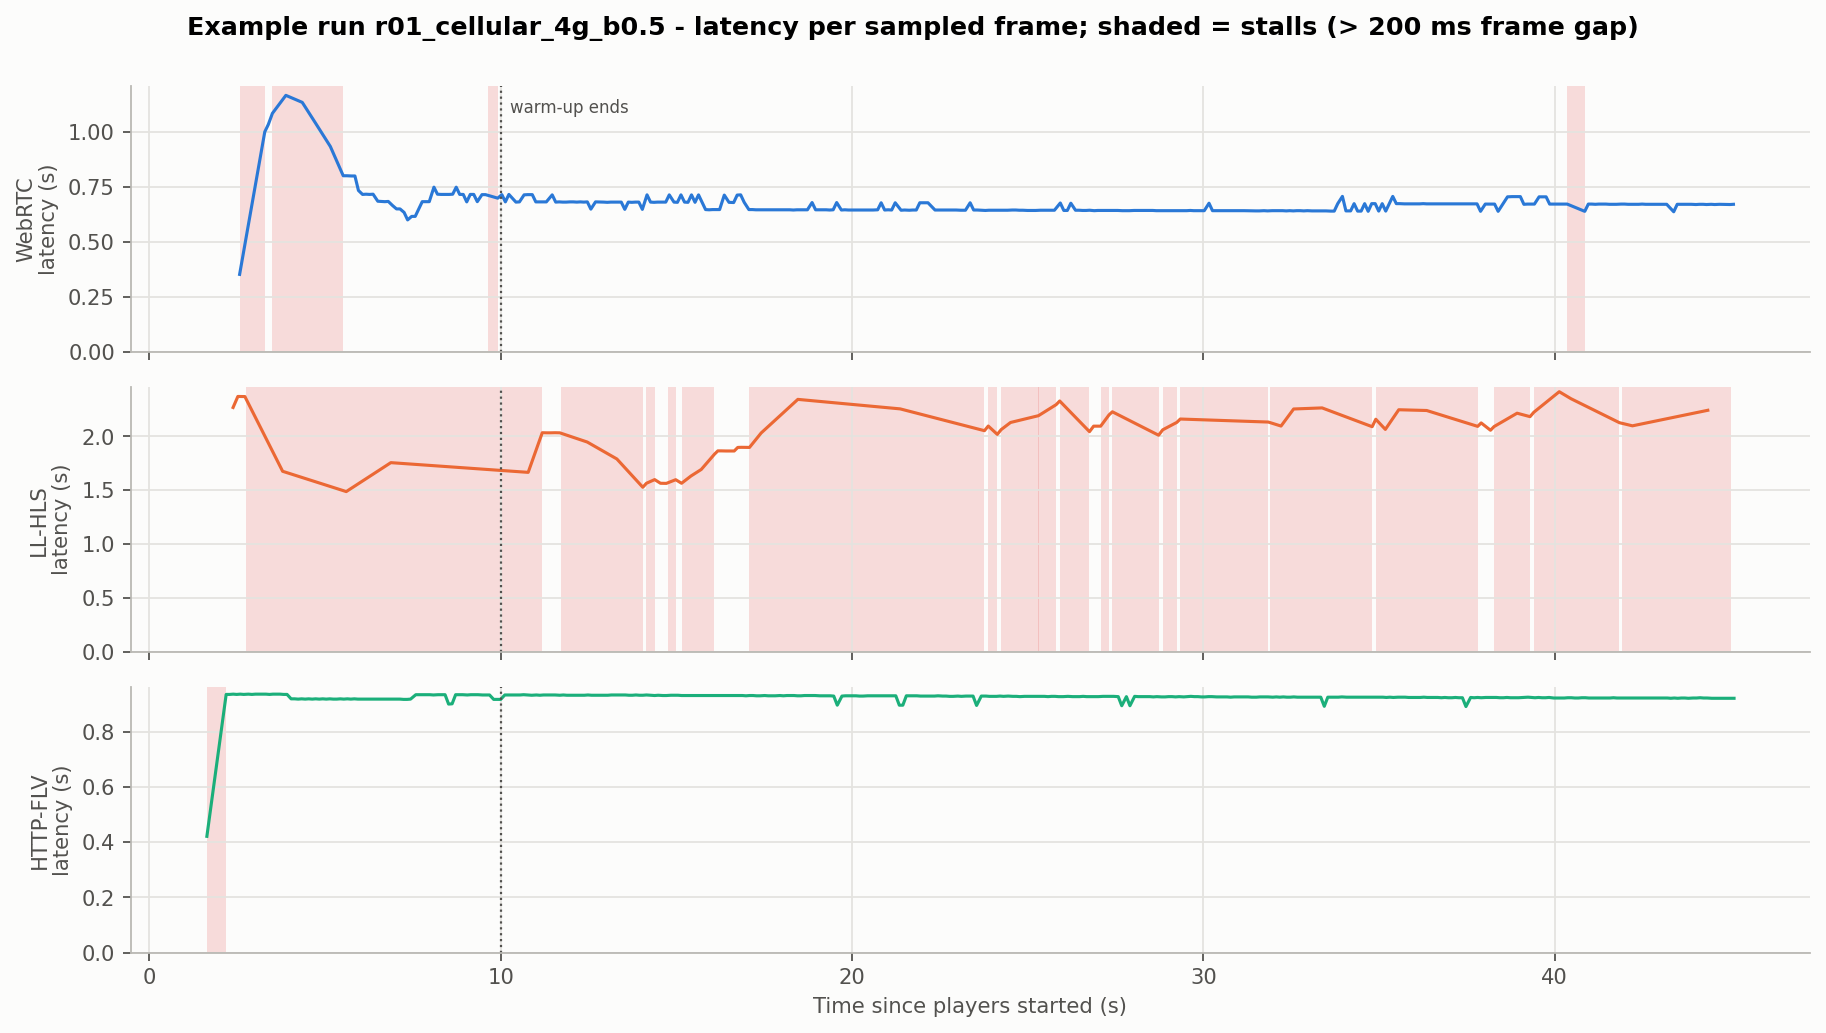 Example run r01_cellular_4g_b0.5 - latency per sampled frame; shaded = stalls (> 200 ms frame gap)
WebRTC
latency (s)
1.00
0.75
0.50
0.25
0.00
warm-up ends
LL-HLS
latency (s)
2.0
1.5
1.0
0.5
0.0
HTTP-FLV
latency (s)
0.8
0.6
0.4
0.2
0.0
0 10 20 30 40
Time since players started (s)